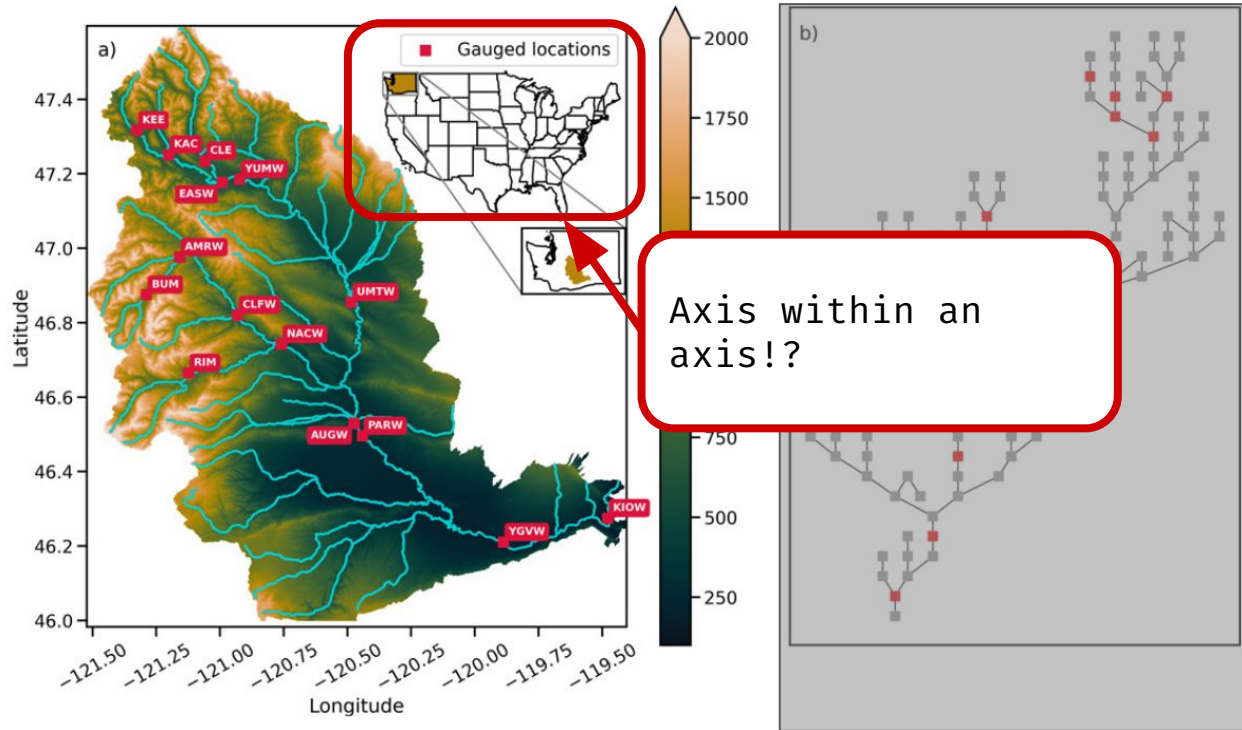 a)
Gauged locations
2000
b)
47.4
1750
KEE
KAC
CLE
YUMW
47.2
EASW
1500
47.0
AMRW
BUM
UMTW
CLFW
46.8
NACW
Axis within an
axis!?
RIM
Latitude
46.6
PARW
AUGW
750
46.4
KIOW
500
YGVW
46.2
250
46.0
−121.50
−121.25
−121.00
−120.75
−120.50
−120.25
−120.00
−119.75
−119.50
Longitude